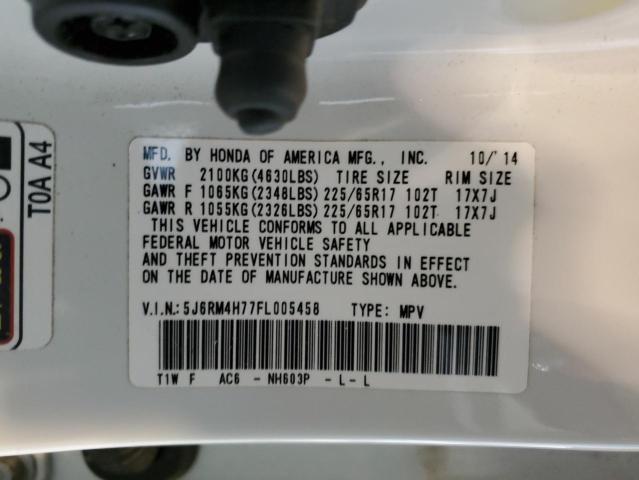 T0A A4
MFD. BY HONDA OF AMERICA MFG., INC. 10/'14
GVWR 2100KG(4630LBS) TIRE SIZE RIM SIZE
GAWR F 1065KG(2348LBS) 225/65R17 102T 17X7J
GAWR R 1055KG(2326LBS) 225/65R17 102T 17X7J
THIS VEHICLE CONFORMS TO ALL APPLICABLE
FEDERAL MOTOR VEHICLE SAFETY
AND THEFT PREVENTION STANDARDS IN EFFECT
ON THE DATE OF MANUFACTURE SHOWN ABOVE.
V.I.N.:5J6RM4H77FL005458 TYPE: MPV
T1W F AC6 - NH603P - L- L